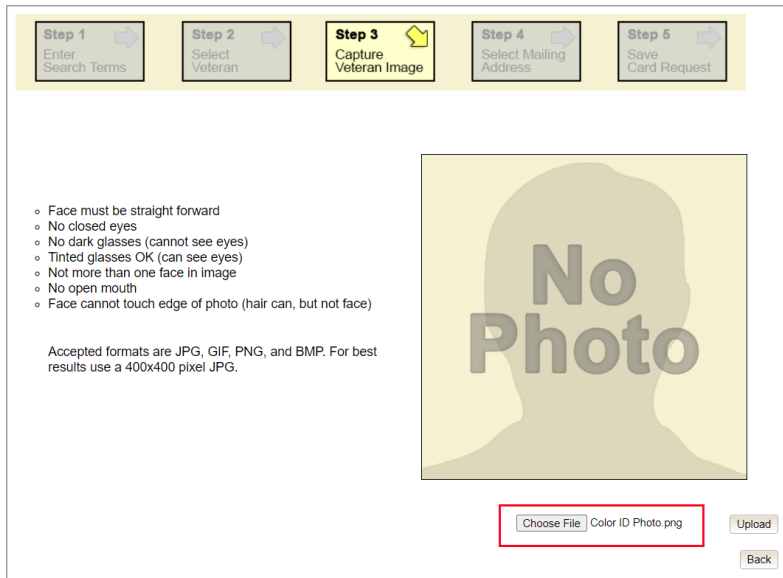 Step 1
Enter
Search Terms
Step 2
Select
Veteran
Step 3
Capture
Veteran Image
Step 4
Select Mailing
Address
Step 5
Save
Card Request
Face must be straight forward
No closed eyes
No dark glasses (cannot see eyes)
Tinted glasses OK (can see eyes)
Not more than one face in image
No open mouth
Face cannot touch edge of photo (hair can, but not face)
Accepted formats are JPG, GIF, PNG, and BMP. For best
results use a 400x400 pixel JPG.
No
Photo
Choose File Color ID Photo.png
Upload
Back